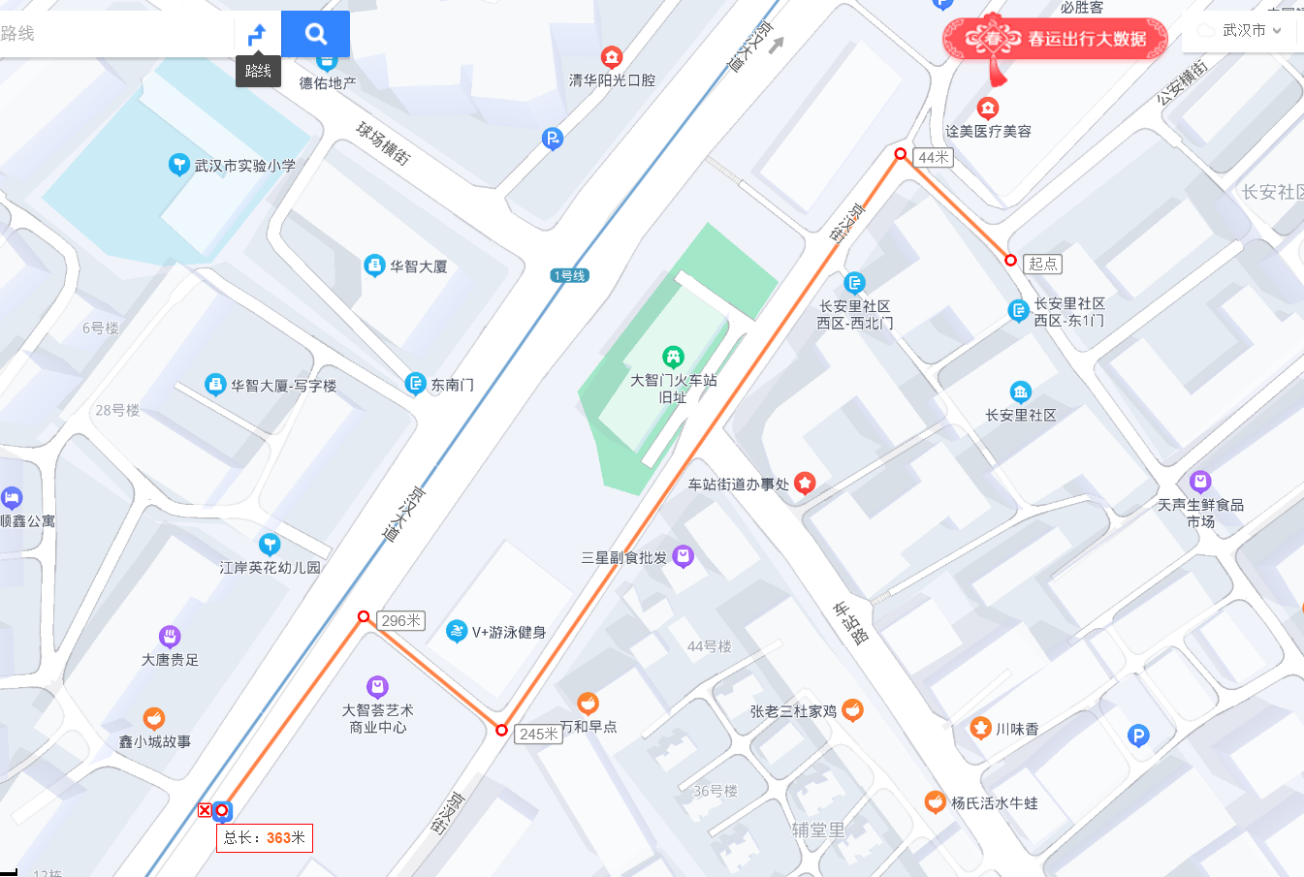 必胜客
路线
路线
春
春运出行大数据
武汉市
京汉大道
德佑地产
清华阳光口腔
公安横街
诠美医疗美容
球场横街
武汉市实验小学
44米
长安社区
京汉街
华智大厦
1号线
起点
长安里社区
西区-西北门
长安里社区
西区-东1门
6号楼
大智门火车站
旧址
华智大厦-写字楼
东南门
28号楼
长安里社区
车站街道办事处
天声生鲜食品
市场
顺鑫公寓
京汉大道
三星副食批发
江岸英花幼儿园
296米
V+游泳健身
车站路
44号楼
大唐贵足
大智荟艺术
商业中心
张老三杜家鸡
万和早点
245米
川味香
P
鑫小城故事
36号楼
京汉街
杨氏活水牛蛙
辅堂里
总长：363米
12栋